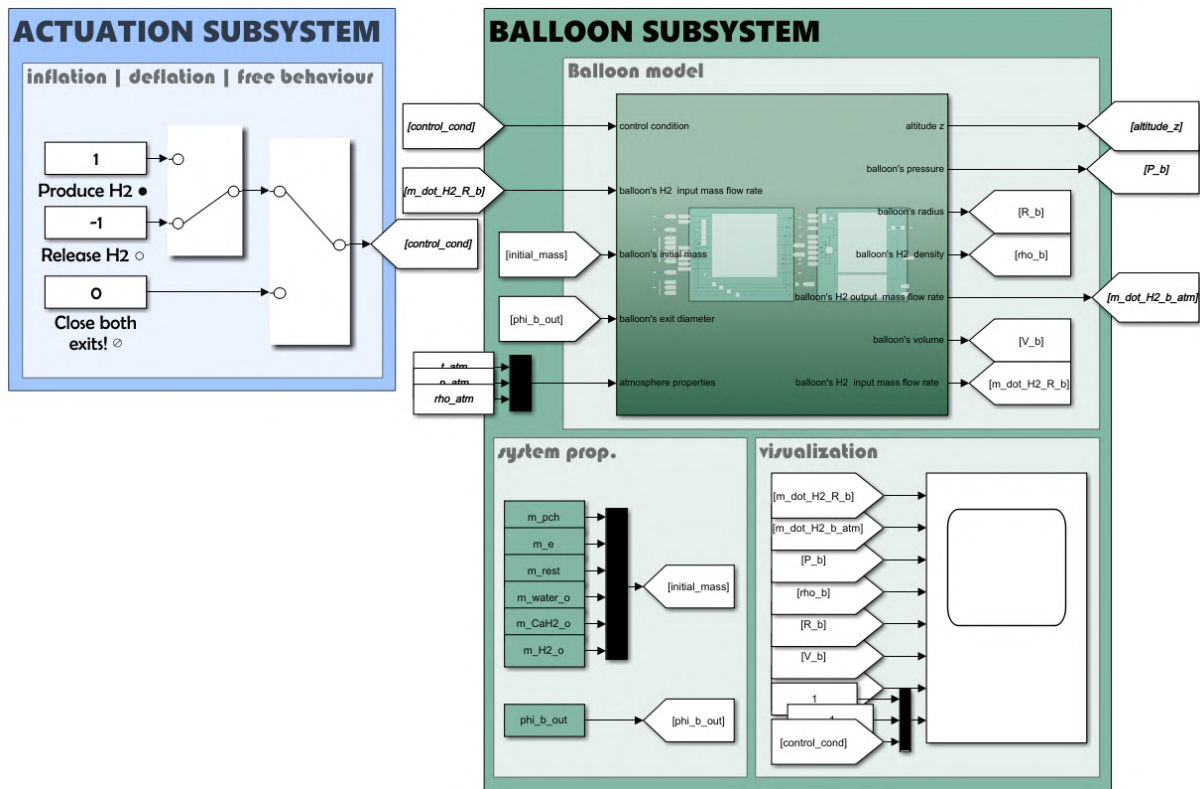 ACTUATION SUBSYSTEM
inflation | deflation | free behaviour
1
Produce H2 ●
-1
Release H2 ○
0
Close both
exits! ⊘
[control_cond]
BALLOON SUBSYSTEM
Balloon model
[control_cond]
[m_dot_H2_R_b]
[initial_mass]
[phi_b_out]
rho_atm
control condition
balloon's H2 input mass flow rate
balloon's initial mass
balloon's exit diameter
atmosphere properties
altitude z
balloon's pressure
balloon's radius
balloon's H2 density
balloon's H2 output mass flow rate
balloon's volume
balloon's H2 input mass flow rate
[altitude_z]
[P_b]
[R_b]
[rho_b]
[m_dot_H2_b_atm]
[V_b]
[m_dot_H2_R_b]
system prop.
m_pch
m_e
m_rest
m_water_o
m_CaH2_o
m_H2_o
[initial_mass]
phi_b_out
[phi_b_out]
visualization
[m_dot_H2_R_b]
[m_dot_H2_b_atm]
[P_b]
[rho_b]
[R_b]
[V_b]
1
[control_cond]